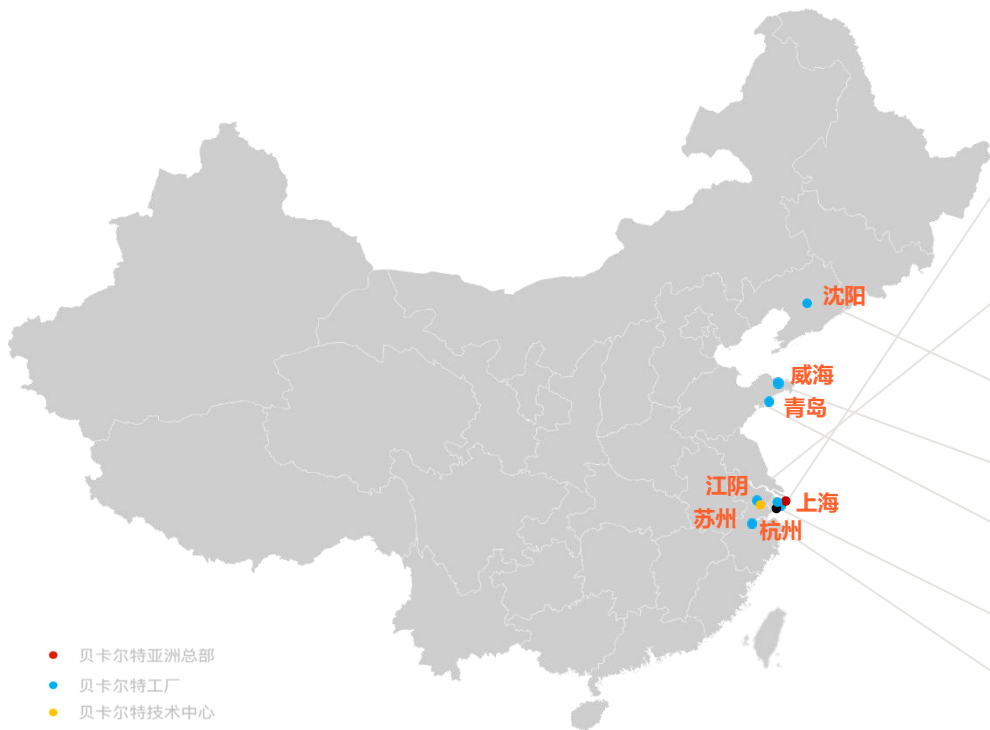 沈阳
威海
青岛
江阴
上海
苏州
杭州
贝卡尔特亚洲总部
贝卡尔特工厂
贝卡尔特技术中心